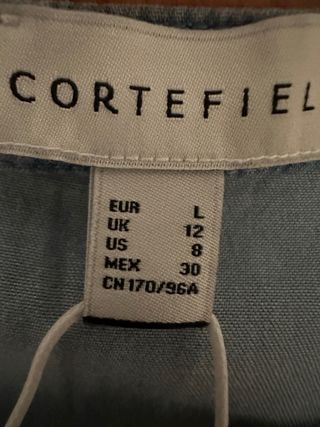 CORTEFIEL
EUR L
UK 12
US 8
MEX 30
CN 170/96A